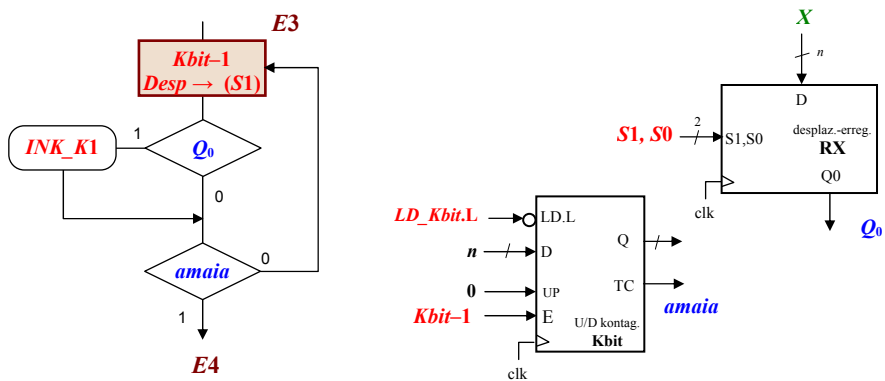 E3
Kbit–1
Desp → (S1)
INK_K1
1
Q₀
0
amaia
0
1
E4
X
n
D
S1, S0
2
S1,S0
desplaz.-erreg.
RX
Q0
clk
Q₀
LD_Kbit.L
LD.L
n
D
Q
0
UP
TC
amaia
Kbit–1
E
U/D kontag.
Kbit
clk